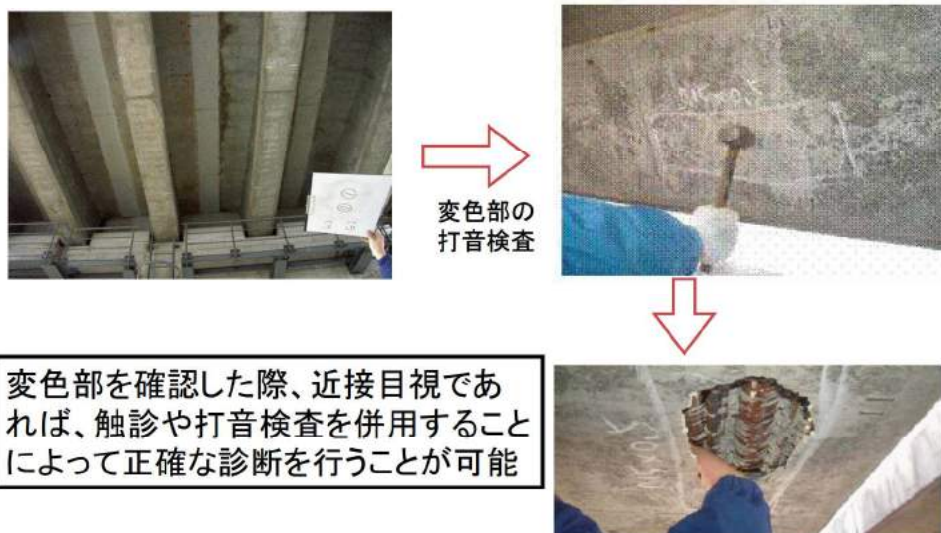 変色部の
打音検査
変色部を確認した際、近接目視であ
れば、触診や打音検査を併用すること
によって正確な診断を行うことが可能